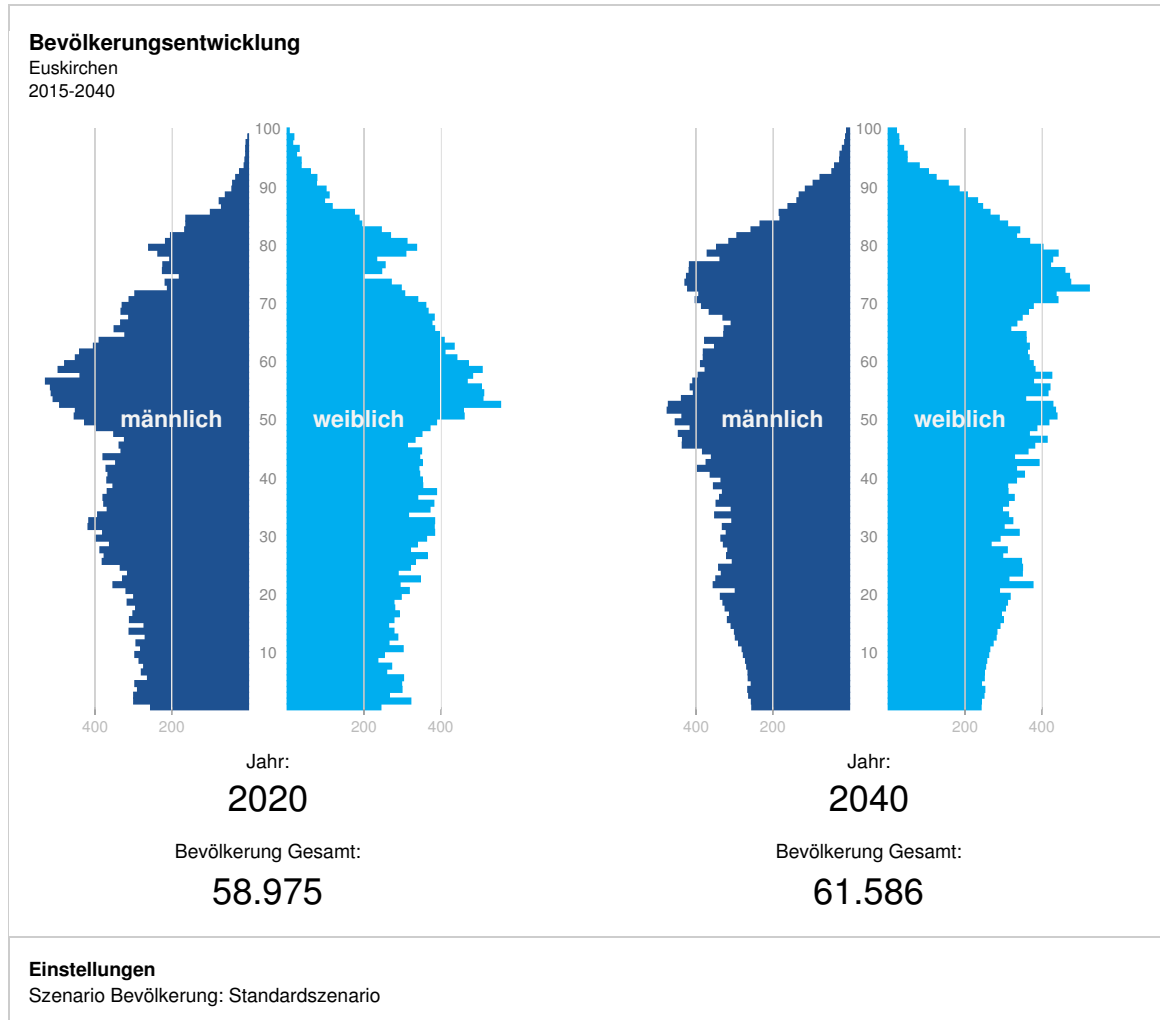 Bevölkerungsentwicklung
Euskirchen
2015-2040
100
90
80
70
60
50
40
30
20
10
männlich
weiblich
400 200 200 400
Jahr:
2020
Bevölkerung Gesamt:
58.975
100
90
80
70
60
50
40
30
20
10
männlich
weiblich
400 200 200 400
Jahr:
2040
Bevölkerung Gesamt:
61.586
Einstellungen
Szenario Bevölkerung: Standardszenario